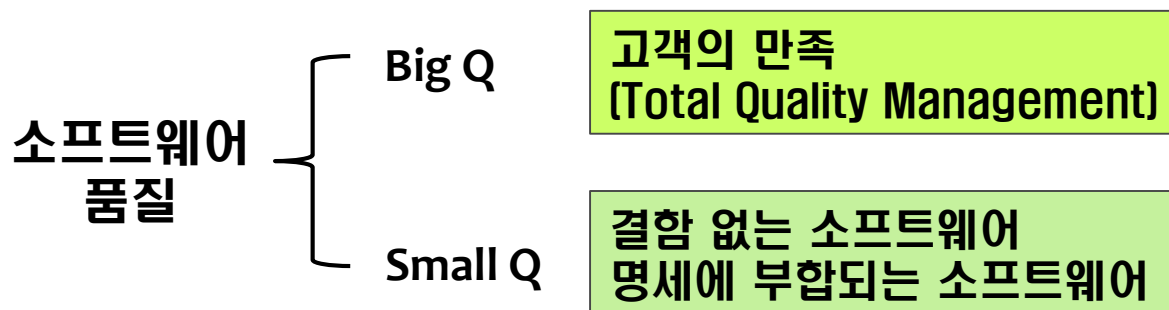 소프트웨어
품질
Big Q
고객의 만족
(Total Quality Management)
Small Q
결함 없는 소프트웨어
명세에 부합되는 소프트웨어